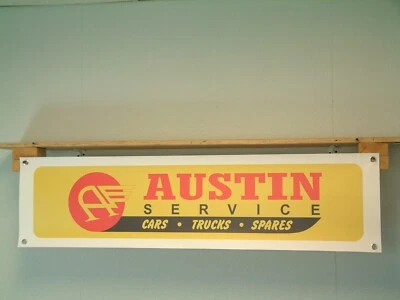 A
AUSTIN
SERVICE
CARS • TRUCKS • SPARES